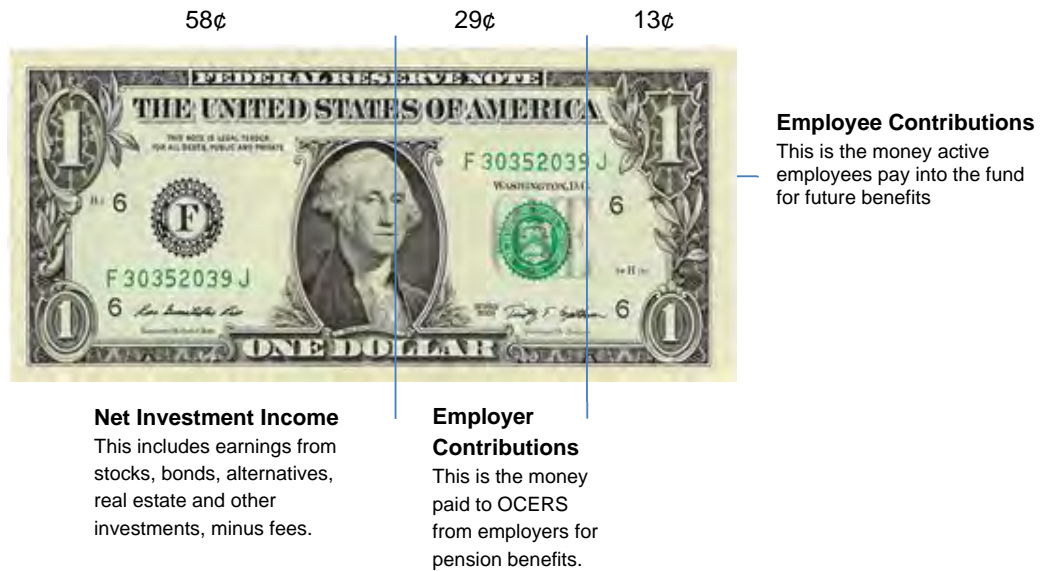 58¢ 29¢ 13¢
FEDERAL RESERVE NOTE
THE UNITED STATES OF AMERICA
THIS NOTE IS LEGAL TENDER
FOR ALL DEBTS, PUBLIC AND PRIVATE
F 30352039 J
WASHINGTON, D.C.
1
1
6
6
F
F 30352039 J
6
6
1
1
ONE DOLLAR
Employee Contributions
This is the money active
employees pay into the fund
for future benefits
Net Investment Income
This includes earnings from
stocks, bonds, alternatives,
real estate and other
investments, minus fees.
Employer
Contributions
This is the money
paid to OCERS
from employers for
pension benefits.